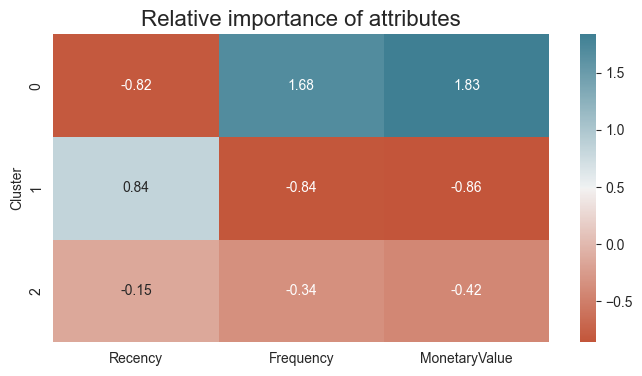 Relative importance of attributes
Cluster
0
-0.82 1.68 1.83
1
0.84 -0.84 -0.86
2
-0.15 -0.34 -0.42
Recency Frequency MonetaryValue
1.5
1.0
0.5
0.0
−0.5